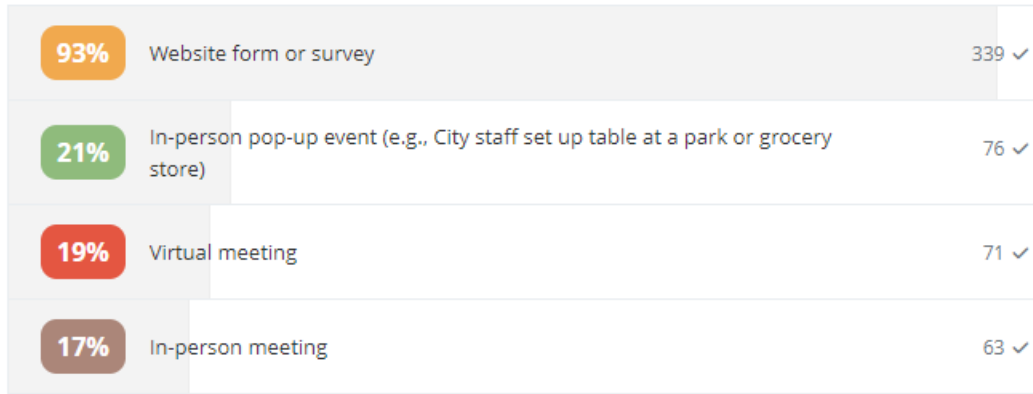 93% Website form or survey 339 ✓
21% In-person pop-up event (e.g., City staff set up table at a park or grocery
store) 76 ✓
19% Virtual meeting 71 ✓
17% In-person meeting 63 ✓